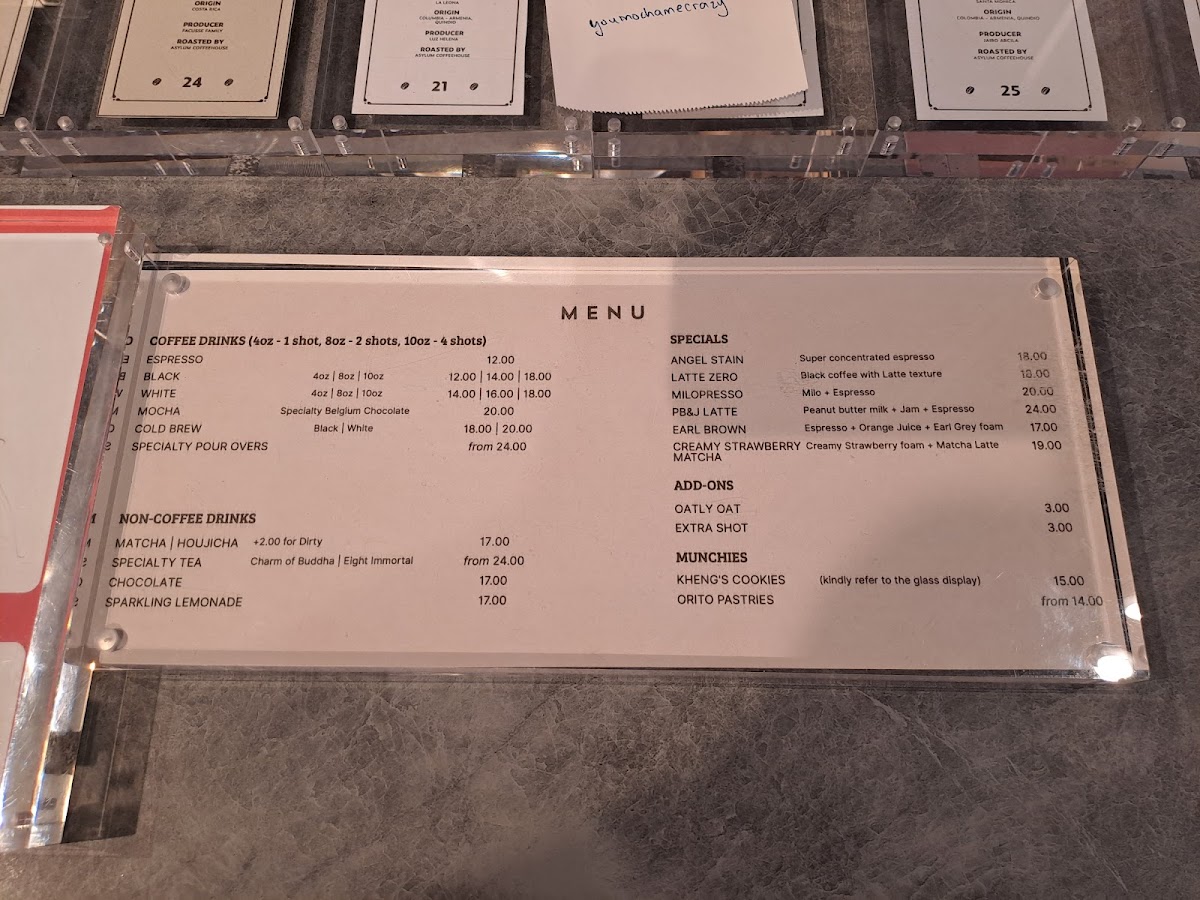 LA LEONA
ORIGIN
COSTA RICA
PRODUCER
FACUSSE FAMILY
ROASTED BY
ASYLUM COFFEEHOUSE
24
ORIGIN
COLUMBIA - ARMENIA,
QUINDIO
PRODUCER
LUZ HELENA
ROASTED BY
ASYLUM COFFEEHOUSE
21
youmochamecrazy
SANTA MONICA
ORIGIN
COLOMBIA - ARMENIA, QUINDIO
PRODUCER
JAIRO ARCILA
ROASTED BY
ASYLUM COFFEEHOUSE
25
MENU
COFFEE DRINKS (4oz - 1 shot, 8oz - 2 shots, 10oz - 4 shots)
ESPRESSO 12.00
BLACK 4oz | 8oz | 10oz 12.00 | 14.00 | 18.00
WHITE 4oz | 8oz | 10oz 14.00 | 16.00 | 18.00
MOCHA Specialty Belgium Chocolate 20.00
COLD BREW Black | White 18.00 | 20.00
SPECIALTY POUR OVERS from 24.00
NON-COFFEE DRINKS
MATCHA | HOUJICHA +2.00 for Dirty 17.00
SPECIALTY TEA Charm of Buddha | Eight Immortal from 24.00
CHOCOLATE 17.00
SPARKLING LEMONADE 17.00
SPECIALS
ANGEL STAIN Super concentrated espresso 18.00
LATTE ZERO Black coffee with Latte texture 18.00
MILOPRESSO Milo + Espresso 20.00
PB&J LATTE Peanut butter milk + Jam + Espresso 24.00
EARL BROWN Espresso + Orange Juice + Earl Grey foam 17.00
CREAMY STRAWBERRY Creamy Strawberry foam + Matcha Latte 19.00
MATCHA
ADD-ONS
OATLY OAT 3.00
EXTRA SHOT 3.00
MUNCHIES
KHENG'S COOKIES (kindly refer to the glass display) 15.00
ORITO PASTRIES from 14.00